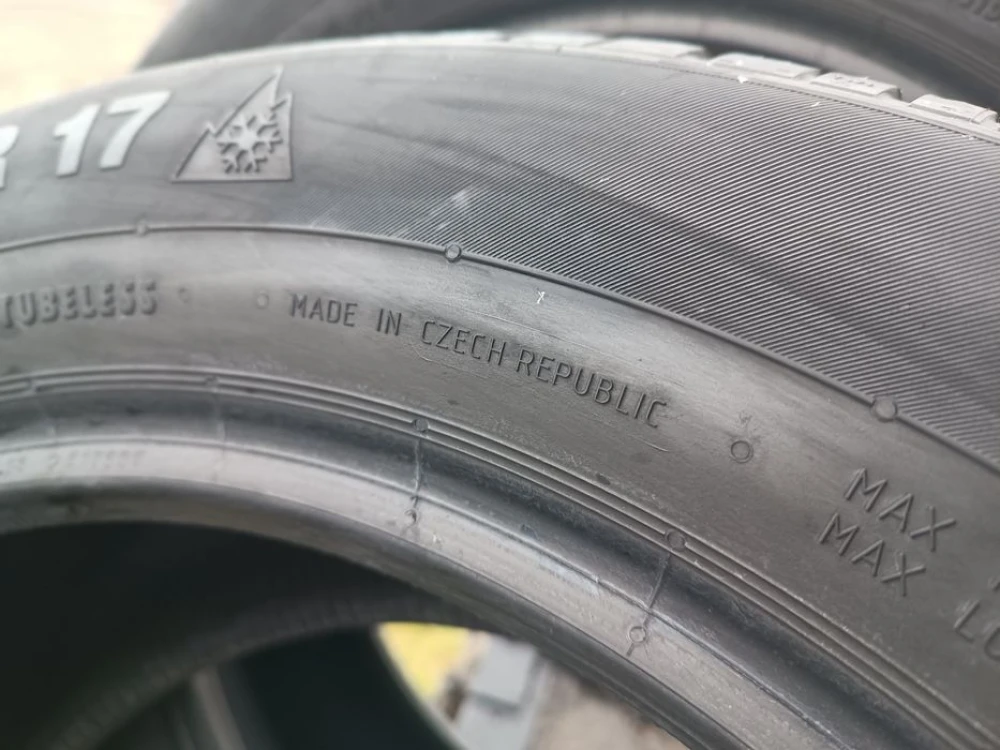 R 17
TUBELESS
MADE IN CZECH REPUBLIC
MAX
MAX